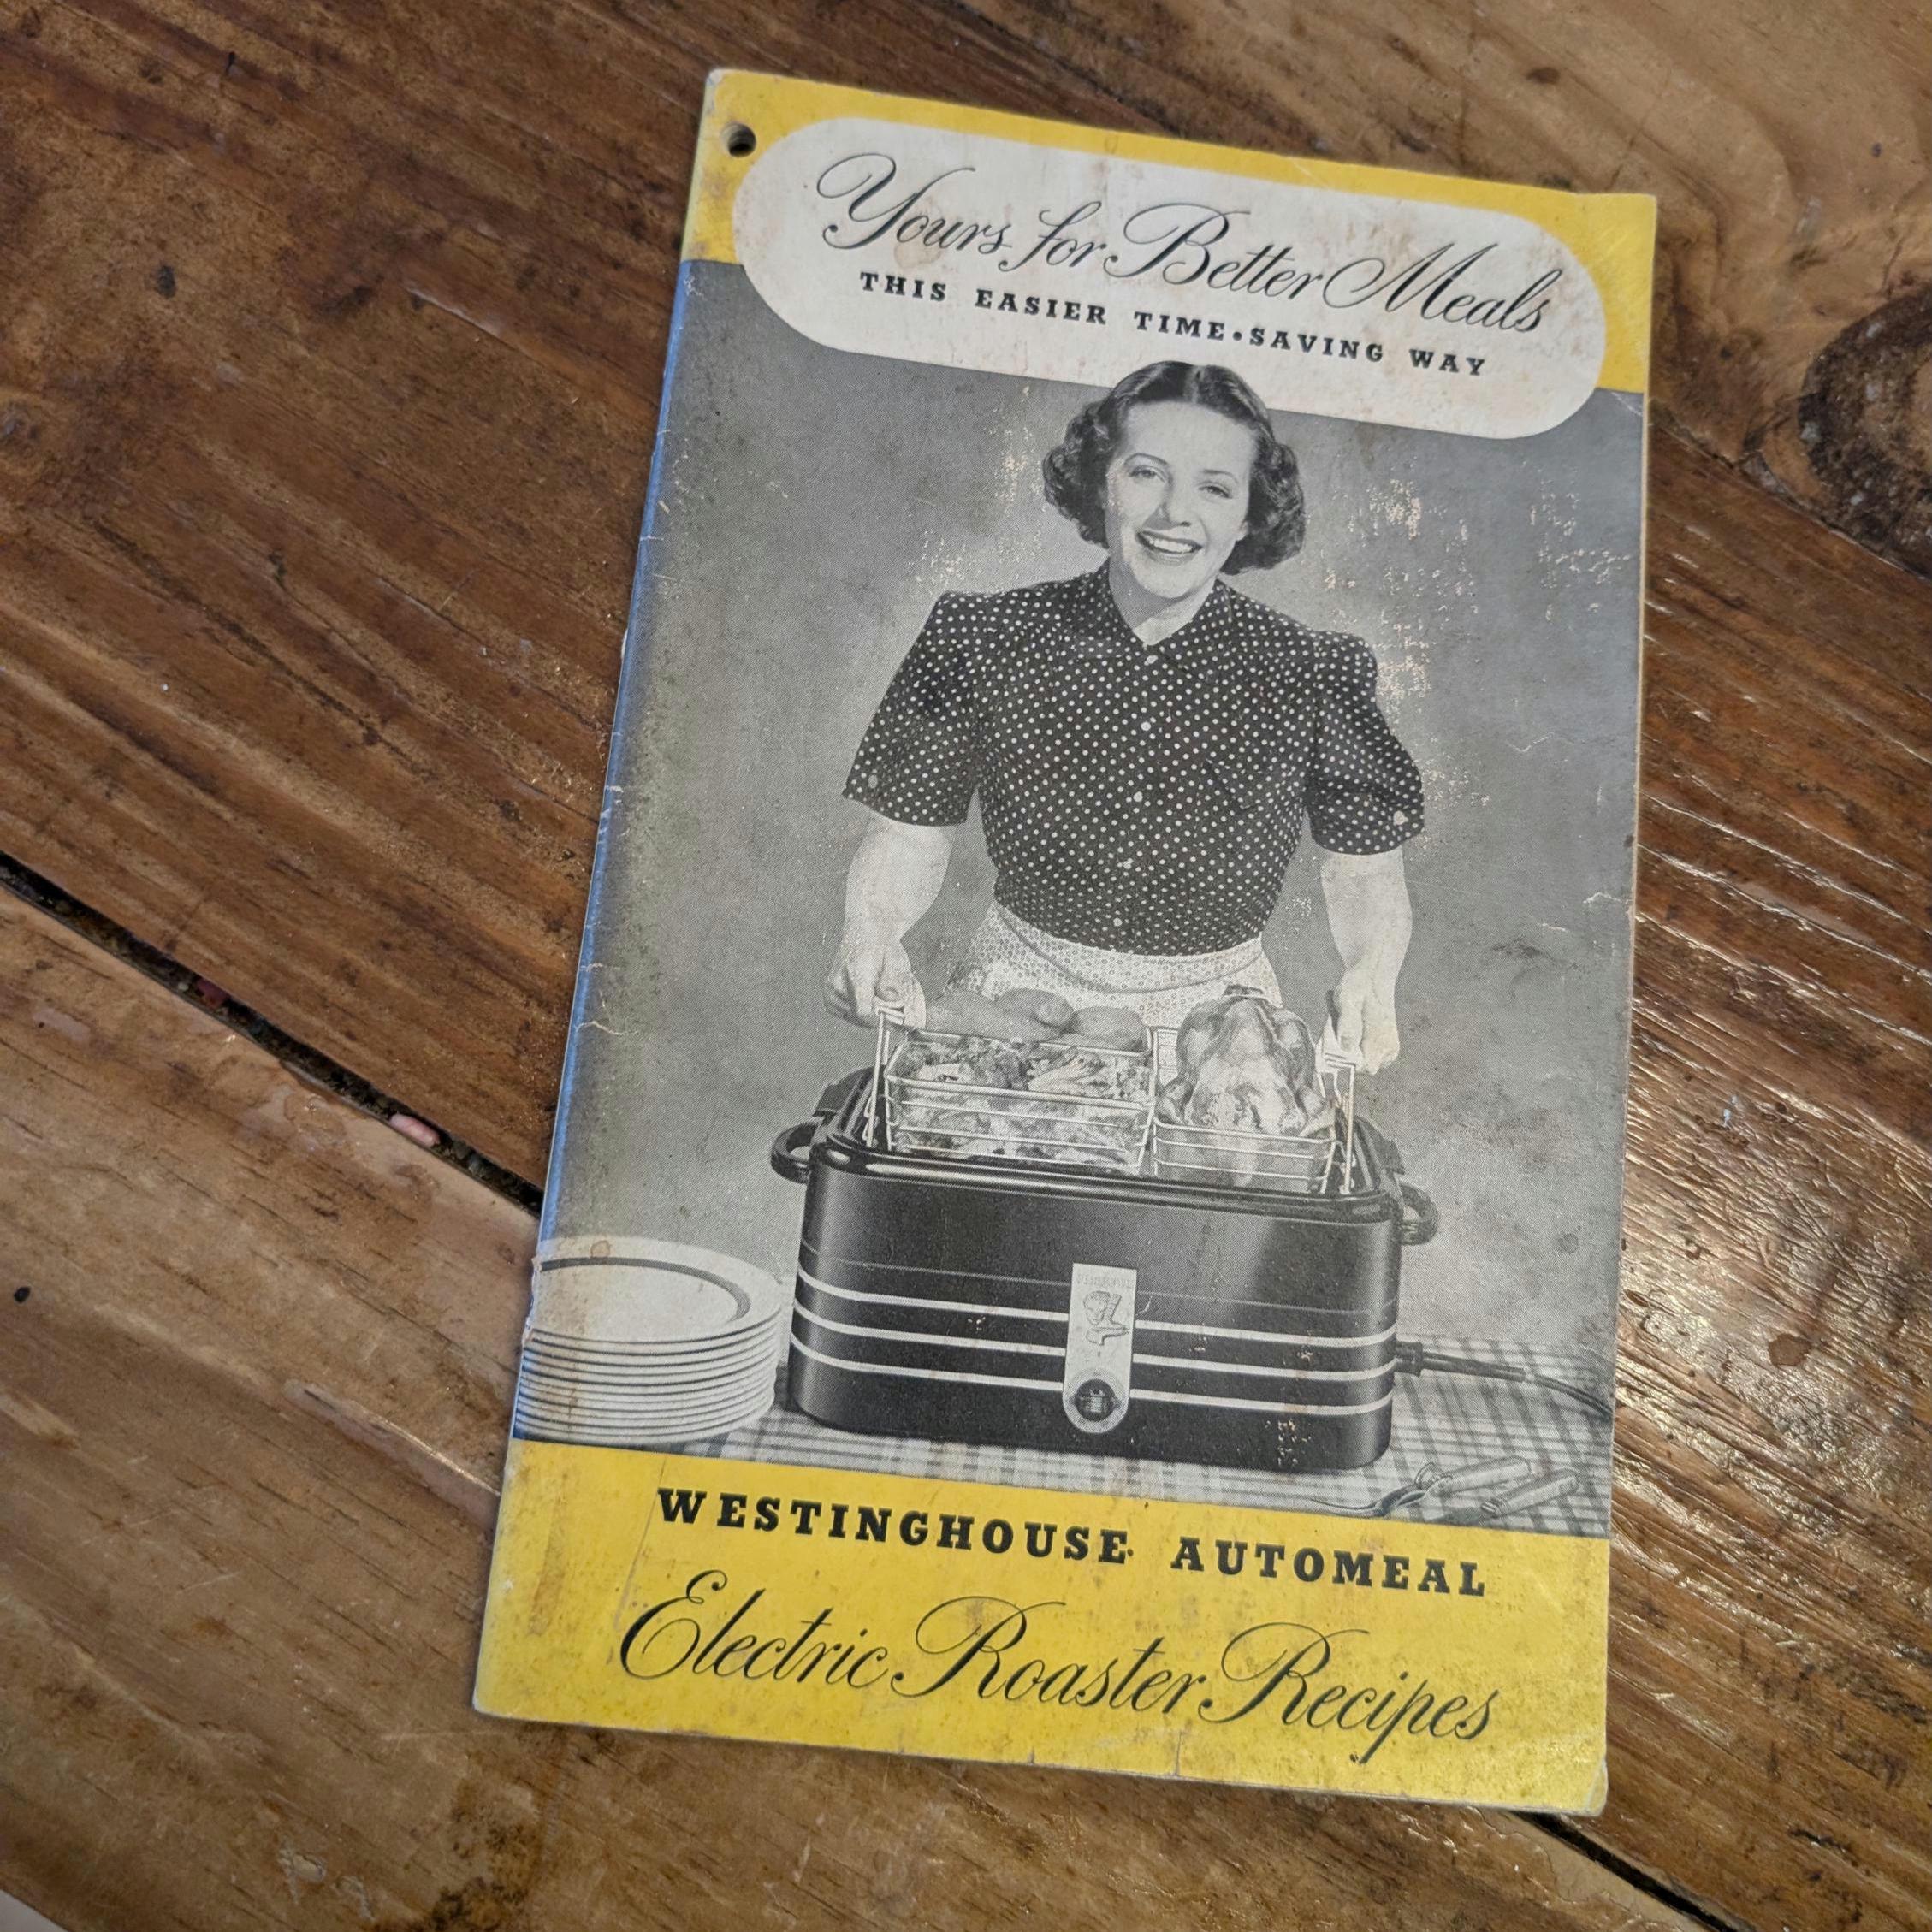 Yours for Better Meals
THIS EASIER TIME•SAVING WAY
WESTINGHOUSE AUTOMEAL
Electric Roaster Recipes